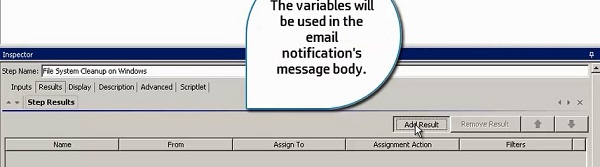 The variables will
be used in the
email
notification's
message body.
Inspector
Step Name: File System Cleanup on Windows
Inputs Results Display Description Advanced Scriptlet
Step Results
Add Result Remove Result
Name From Assign To Assignment Action Filters